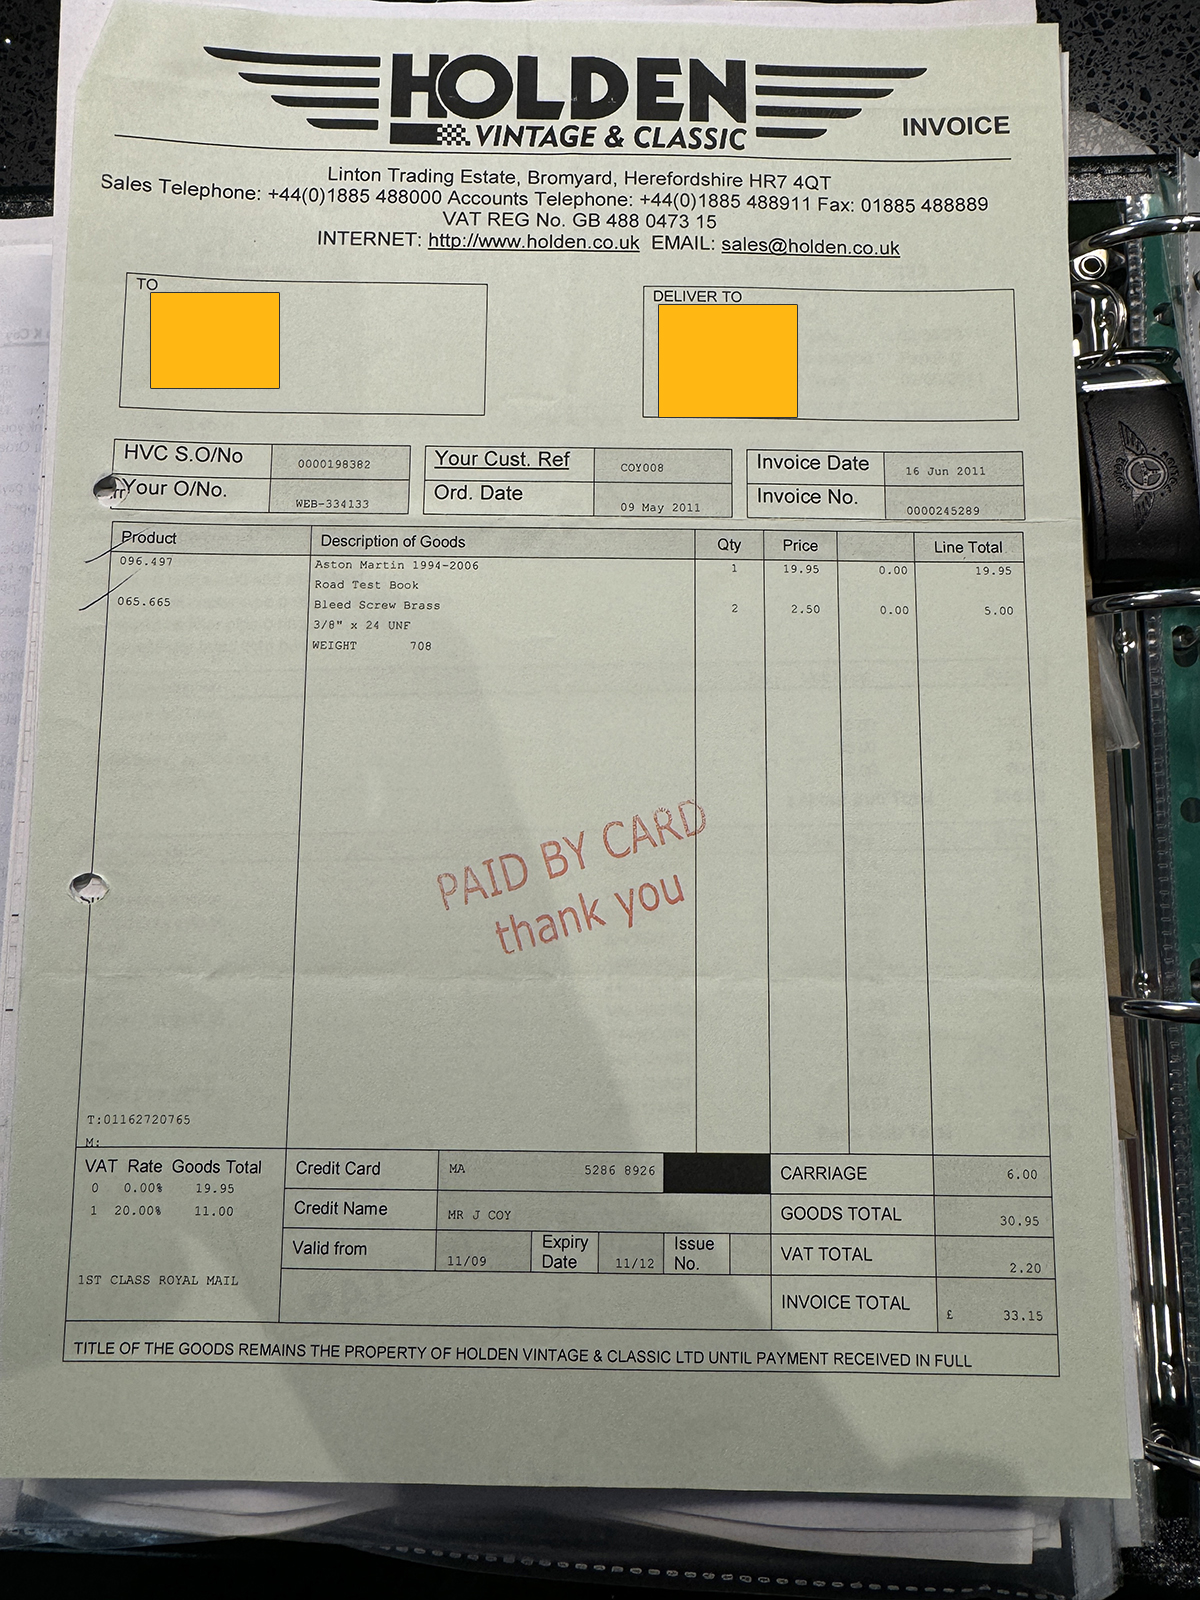 HOLDEN
VINTAGE & CLASSIC
INVOICE
Linton Trading Estate, Bromyard, Herefordshire HR7 4QT
Sales Telephone: +44(0)1885 488000 Accounts Telephone: +44(0)1885 488911 Fax: 01885 488889
VAT REG No. GB 488 0473 15
INTERNET: http://www.holden.co.uk EMAIL: sales@holden.co.uk
TO
DELIVER TO
HVC S.O/No 0000198382 Your Cust. Ref COY008 Invoice Date 16 Jun 2011
Your O/No. WEB-334133 Ord. Date 09 May 2011 Invoice No. 0000245289
Product Description of Goods Qty Price Line Total
096.497 Aston Martin 1994-2006 1 19.95 0.00 19.95
Road Test Book
065.665 Bleed Screw Brass 2 2.50 0.00 5.00
3/8" x 24 UNF
WEIGHT 708
PAID BY CARD
thank you
T:01162720765
M:
VAT Rate Goods Total Credit Card MA 5286 8926 CARRIAGE 6.00
0 0.00% 19.95
1 20.00% 11.00 Credit Name MR J COY GOODS TOTAL 30.95
Valid from 11/09 Expiry Date 11/12 Issue No. VAT TOTAL 2.20
1ST CLASS ROYAL MAIL
INVOICE TOTAL £ 33.15
TITLE OF THE GOODS REMAINS THE PROPERTY OF HOLDEN VINTAGE & CLASSIC LTD UNTIL PAYMENT RECEIVED IN FULL